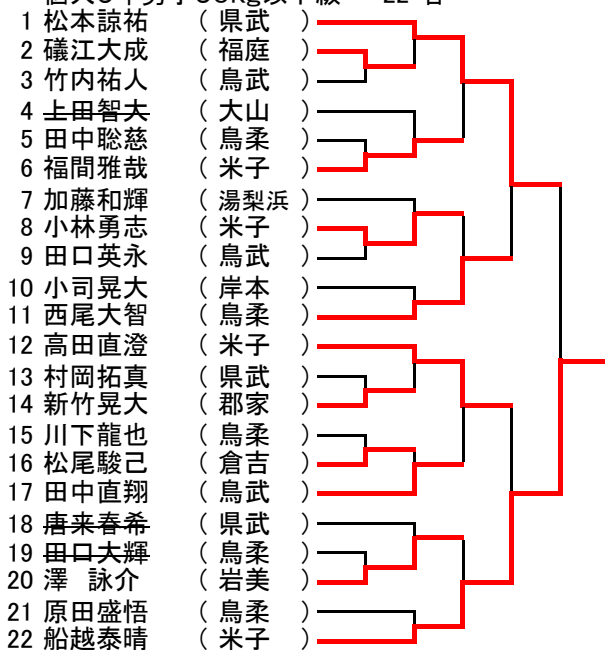 1 松本諒祐 ( 県武 )
2 礒江大成 ( 福庭 )
3 竹内祐人 ( 鳥武 )
4 上田智大 ( 大山 )
5 田中聡慈 ( 鳥柔 )
6 福間雅哉 ( 米子 )
7 加藤和輝 ( 湯梨浜 )
8 小林勇志 ( 米子 )
9 田口英永 ( 鳥武 )
10 小司晃大 ( 岸本 )
11 西尾大智 ( 鳥柔 )
12 高田直澄 ( 米子 )
13 村岡拓真 ( 県武 )
14 新竹晃大 ( 郡家 )
15 川下龍也 ( 鳥柔 )
16 松尾駿己 ( 倉吉 )
17 田中直翔 ( 鳥武 )
18 唐来春希 ( 県武 )
19 田口大輝 ( 鳥柔 )
20 澤 詠介 ( 岩美 )
21 原田盛悟 ( 鳥柔 )
22 船越泰晴 ( 米子 )